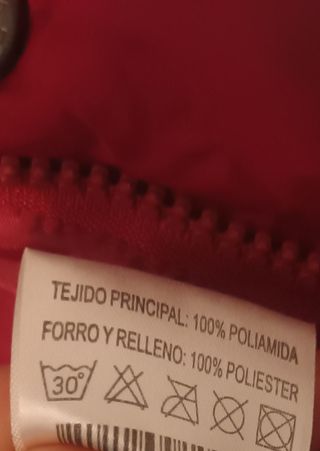 TEJIDO PRINCIPAL: 100% POLIAMIDA
FORRO Y RELLENO: 100% POLIESTER
30°